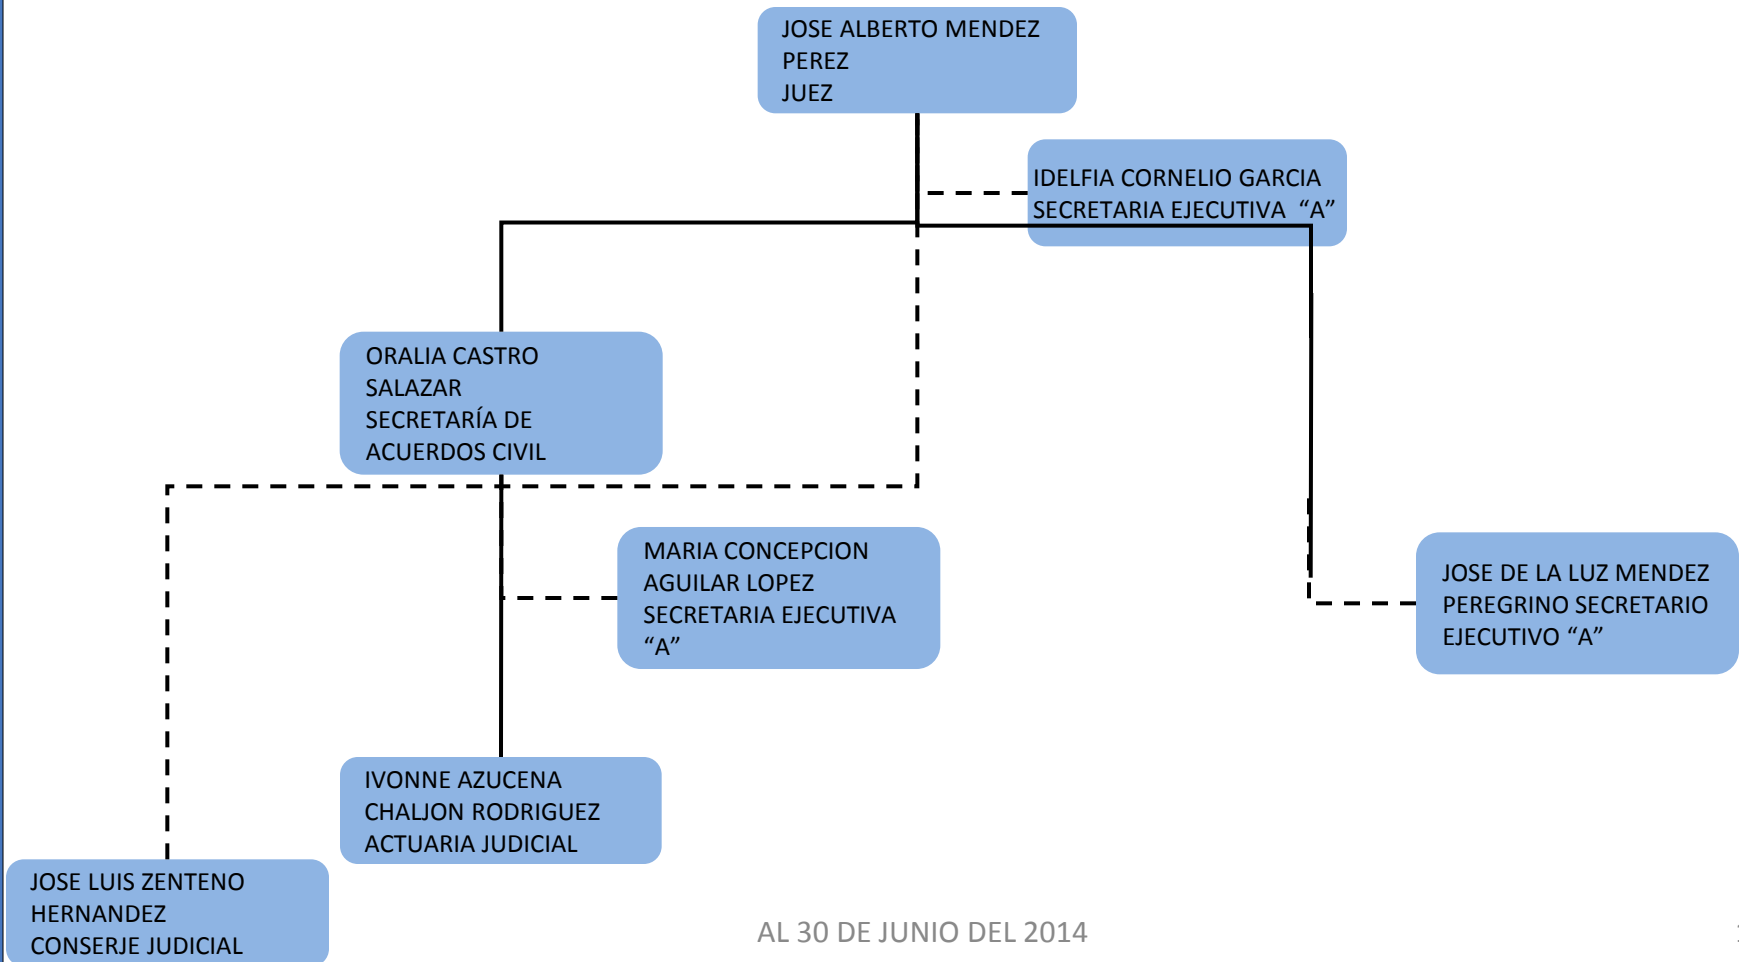 JOSE ALBERTO MENDEZ
PEREZ
JUEZ
IDELFIA CORNELIO GARCIA
SECRETARIA EJECUTIVA “A”
ORALIA CASTRO
SALAZAR
SECRETARÍA DE
ACUERDOS CIVIL
MARIA CONCEPCION
AGUILAR LOPEZ
SECRETARIA EJECUTIVA
“A”
JOSE DE LA LUZ MENDEZ
PEREGRINO SECRETARIO
EJECUTIVO “A”
IVONNE AZUCENA
CHALJON RODRIGUEZ
ACTUARIA JUDICIAL
JOSE LUIS ZENTENO
HERNANDEZ
CONSERJE JUDICIAL
AL 30 DE JUNIO DEL 2014